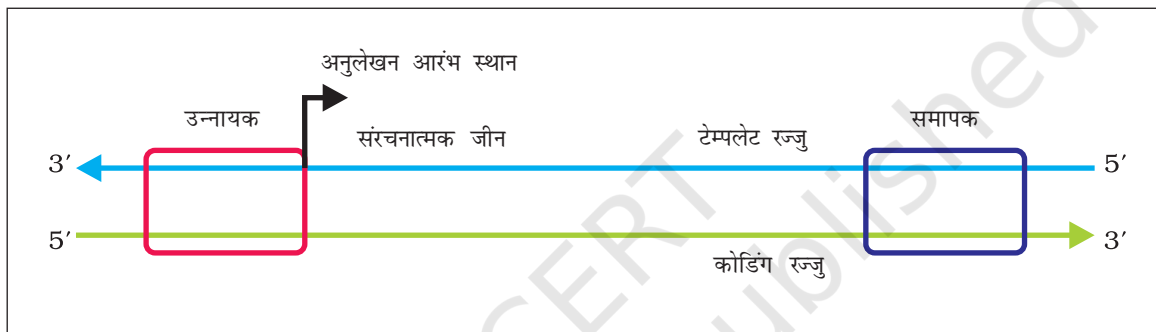 अनुलेखन आरंभ स्थान
उन्नायक
संरचनात्मक जीन
टेम्पलेट रज्जु
समापक
3′
5′
5′
3′
कोडिंग रज्जु